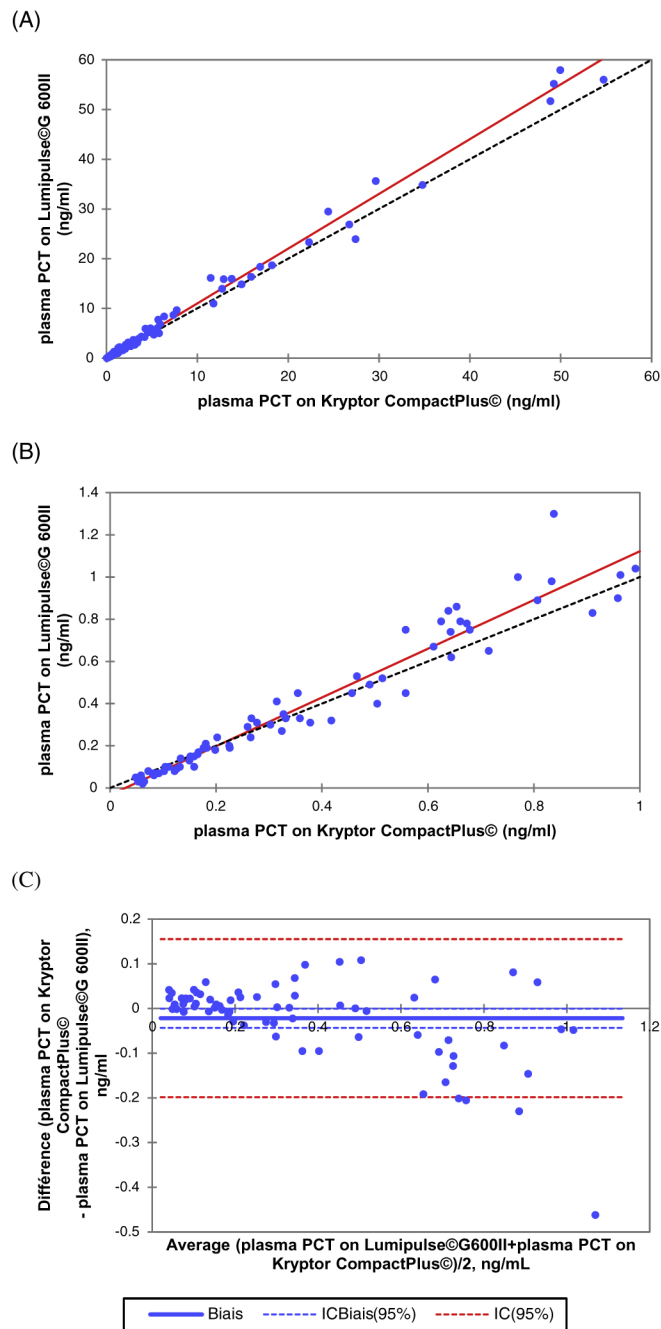 (A)
plasma PCT on Lumipulse©G 600II
(ng/ml)
60
50
40
30
20
10
0
0 10 20 30 40 50 60
plasma PCT on Kryptor CompactPlus© (ng/ml)
(B)
plasma PCT on Lumipulse©G 600II
(ng/ml)
1.4
1.2
1
0.8
0.6
0.4
0.2
0
0 0.2 0.4 0.6 0.8 1
plasma PCT on Kryptor CompactPlus© (ng/ml)
(C)
Différence (plasma PCT on Kryptor
CompactPlus©
- plasma PCT on Lumipulse©G 600II),
ng/ml
0.2
0.1
0
-0.1
-0.2
-0.3
-0.4
-0.5
0 0.2 0.4 0.6 0.8 1 1.2
Average (plasma PCT on Lumipulse©G600II+plasma PCT on
Kryptor CompactPlus©)/2, ng/mL
Biais ICBiais(95%) IC(95%)